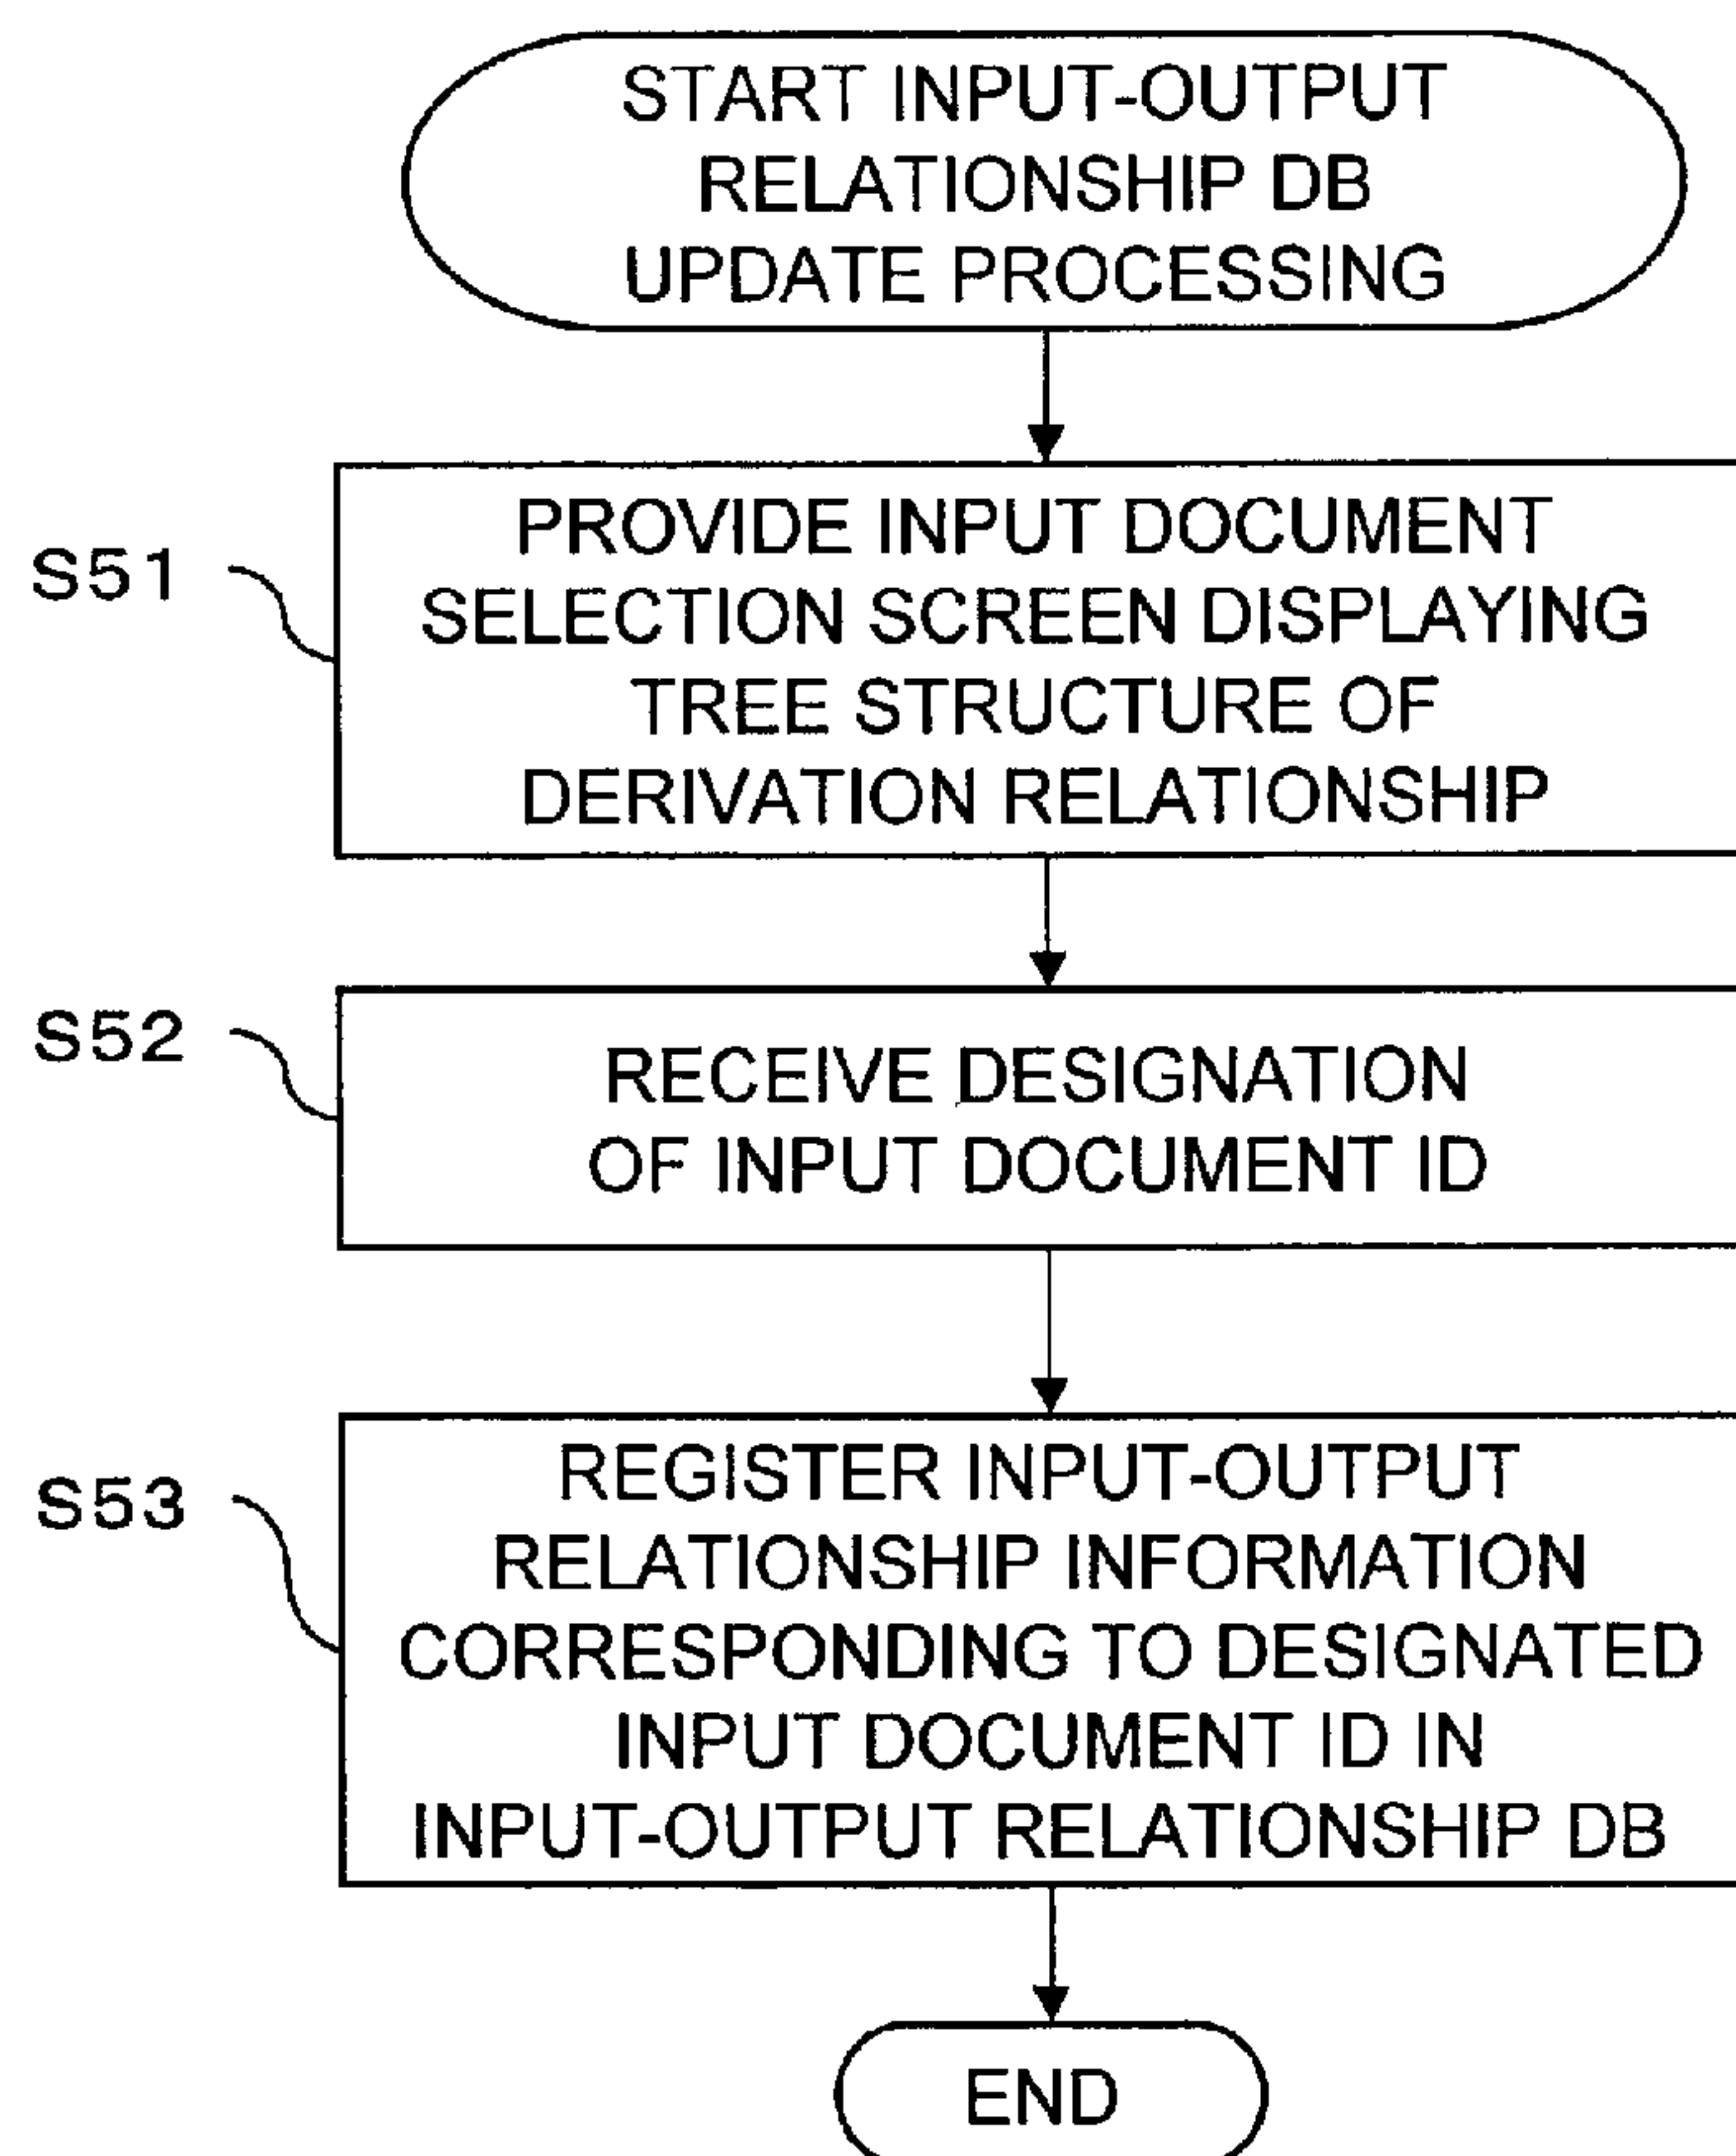 START INPUT-OUTPUT
RELATIONSHIP DB
UPDATE PROCESSING
S51
PROVIDE INPUT DOCUMENT
SELECTION SCREEN DISPLAYING
TREE STRUCTURE OF
DERIVATION RELATIONSHIP
S52
RECEIVE DESIGNATION
OF INPUT DOCUMENT ID
S53
REGISTER INPUT-OUTPUT
RELATIONSHIP INFORMATION
CORRESPONDING TO DESIGNATED
INPUT DOCUMENT ID IN
INPUT-OUTPUT RELATIONSHIP DB
END